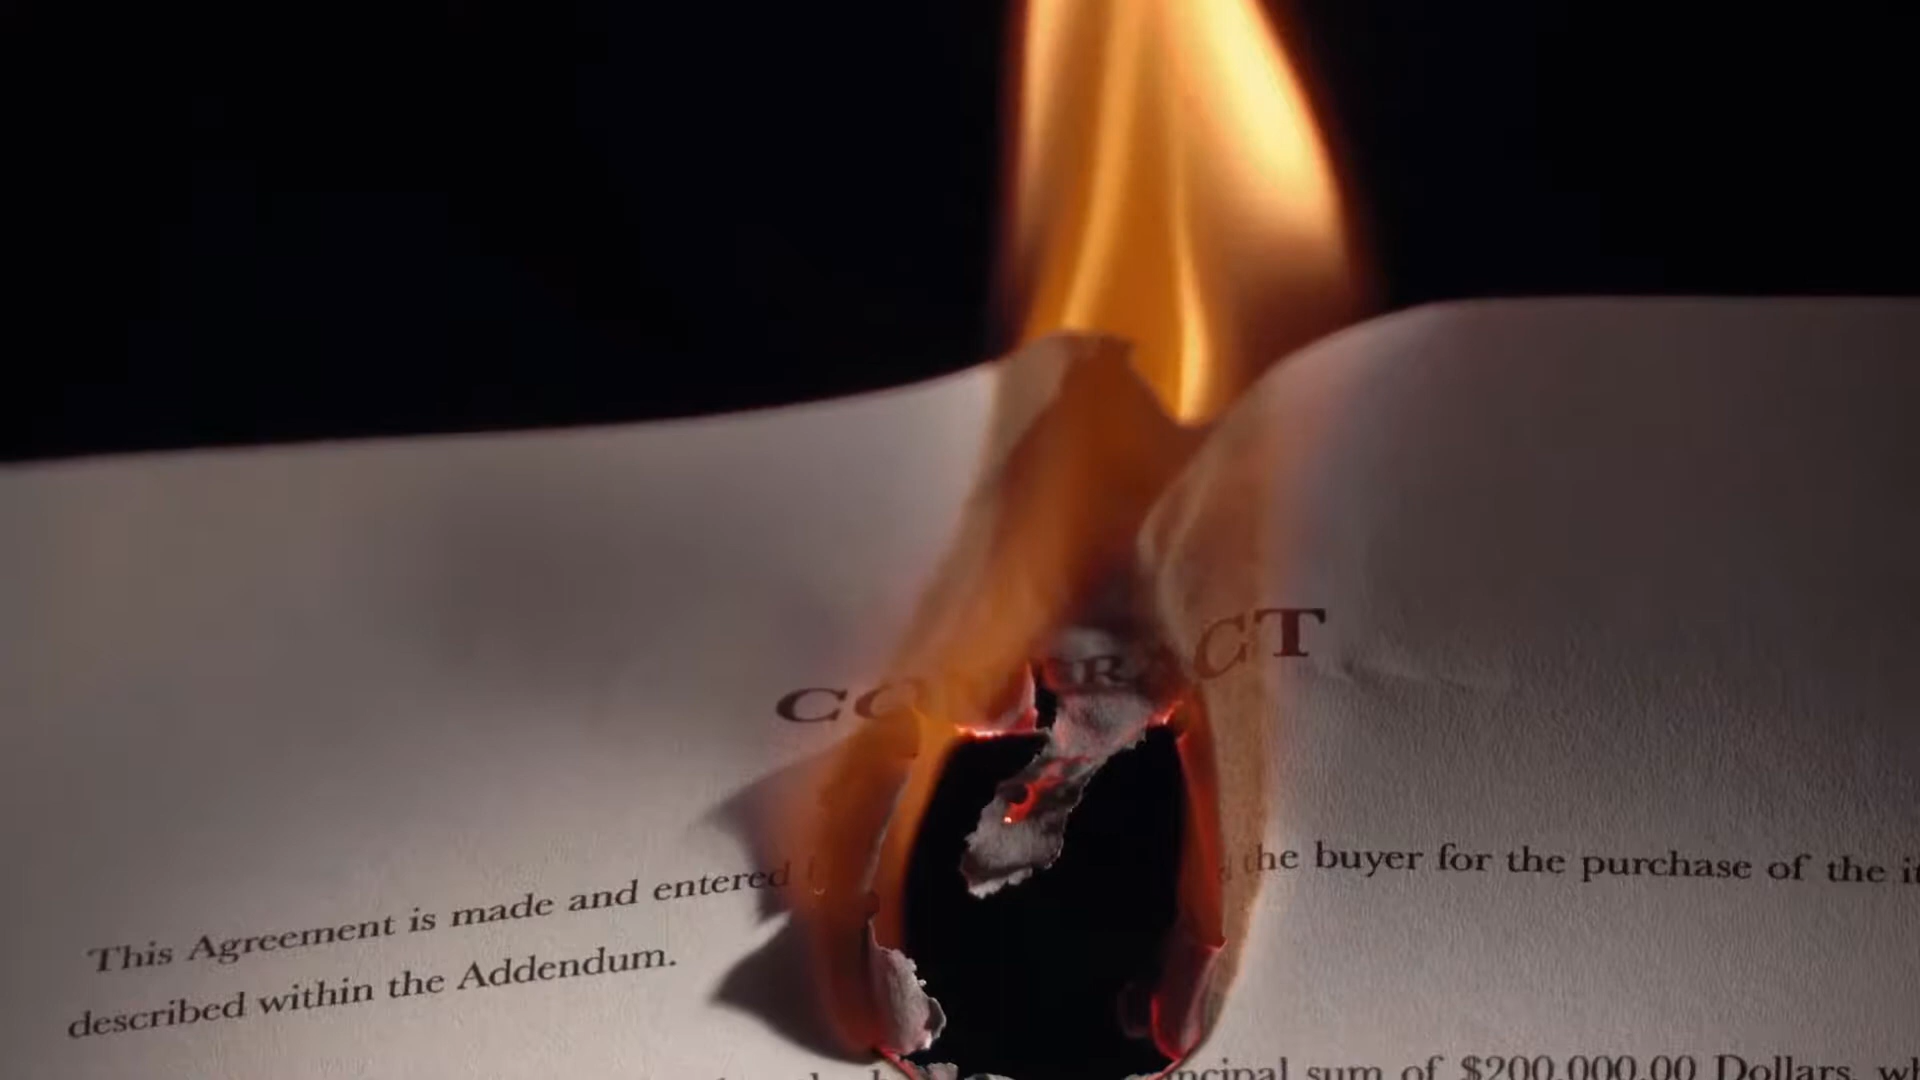 CONTRACT
This Agreement is made and entered the buyer for the purchase of the
described within the Addendum.
sum of $200,000.00 Dollars,